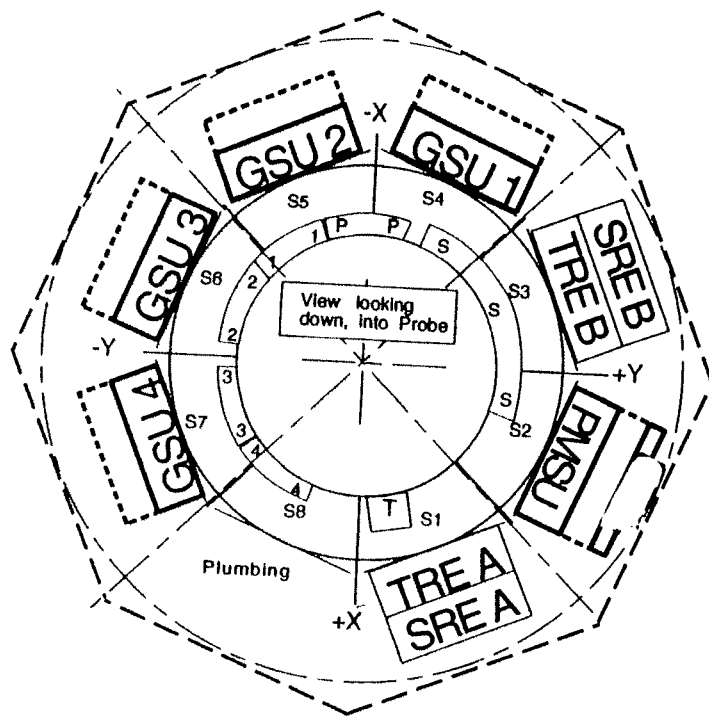 -X
GSU 2
GSU 1
S5
S4
1
P
P
S
SRE B
TRE B
GSU 3
S6
1
2
S3
View looking
down, into Probe
S
2
-Y
+Y
3
S
S2
GSU 4
S7
3
4
PMSU
4
S8
T
S1
Plumbing
TRE A
SRE A
+X